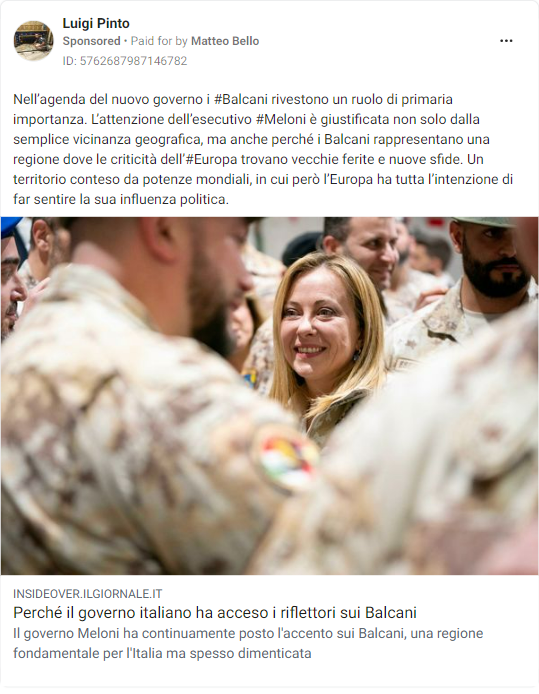 Luigi Pinto
Sponsored • Paid for by Matteo Bello
ID: 5762687987146782
Nell'agenda del nuovo governo i #Balcani rivestono un ruolo di primaria
importanza. L'attenzione dell'esecutivo #Meloni è giustificata non solo dalla
semplice vicinanza geografica, ma anche perché i Balcani rappresentano una
regione dove le criticità dell'#Europa trovano vecchie ferite e nuove sfide. Un
territorio conteso da potenze mondiali, in cui però l'Europa ha tutta l'intenzione di
far sentire la sua influenza politica.
INSIDEOVER.ILGIORNALE.IT
Perché il governo italiano ha acceso i riflettori sui Balcani
Il governo Meloni ha continuamente posto l'accento sui Balcani, una regione
fondamentale per l'Italia ma spesso dimenticata